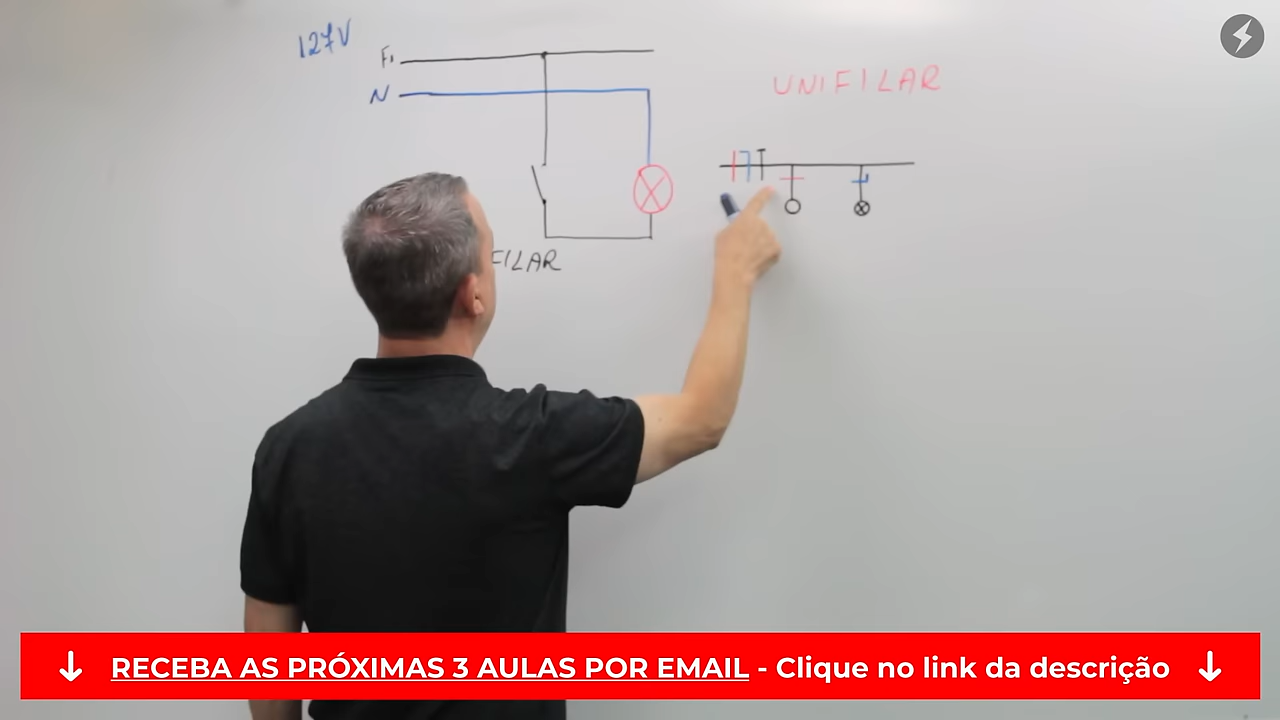 127V
F1
N
UNIFILAR
FILAR
RECEBA AS PRÓXIMAS 3 AULAS POR EMAIL - Clique no link da descrição